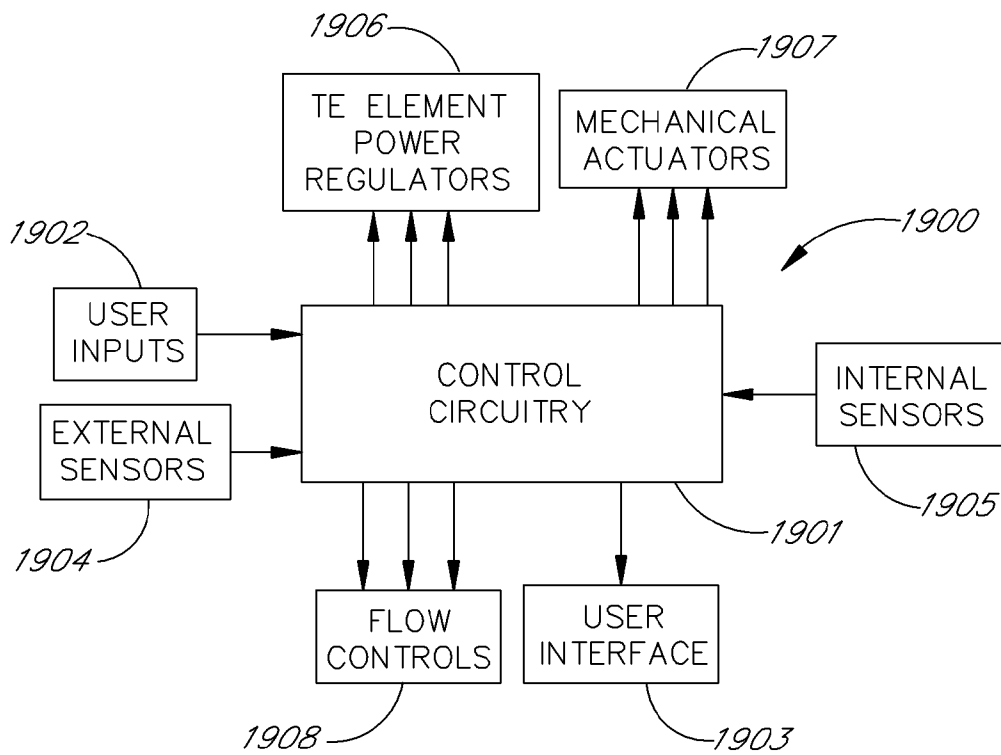 1906
1907
TE ELEMENT
POWER
REGULATORS
MECHANICAL
ACTUATORS
1902
1900
USER
INPUTS
CONTROL
CIRCUITRY
INTERNAL
SENSORS
EXTERNAL
SENSORS
1905
1901
1904
FLOW
CONTROLS
USER
INTERFACE
1908
1903